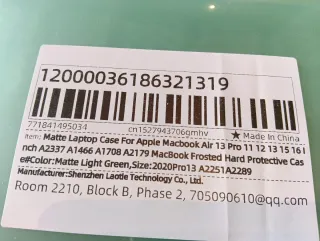 12000036186321319
771841495034
cn1527943706qmhv ★ Made In China
Item: Matte Laptop Case For Apple Macbook Air 13 Pro 11 12 13 15 16 I
nch A2337 A1466 A1708 A2179 MacBook Frosted Hard Protective Cas
e#Color:Matte Light Green,Size:2020Pro13 A2251A2289
Manufacturer:Shenzhen Laotie Technology Co., Ltd.
Room 2210, Block B, Phase 2, 705090610@qq.com